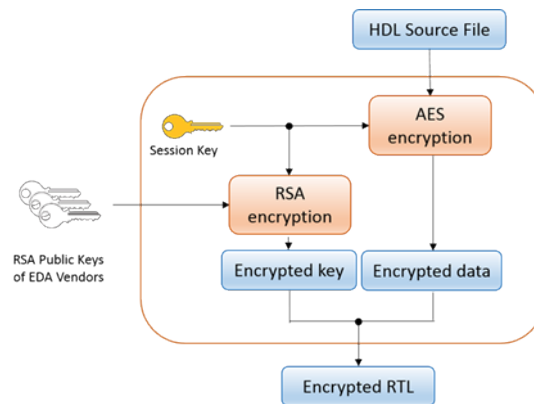 HDL Source File
AES
encryption
Session Key
RSA
encryption
RSA Public Keys
of EDA Vendors
Encrypted key
Encrypted data
Encrypted RTL